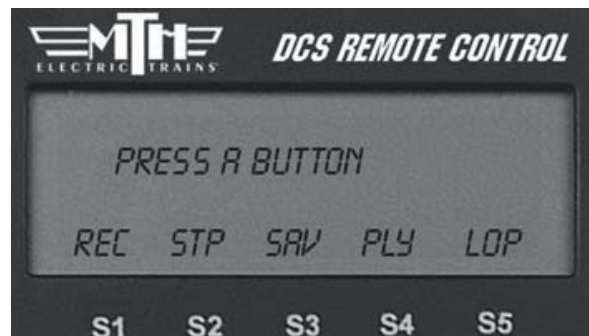 MTH DCS REMOTE CONTROL
ELECTRIC TRAINS
PRESS A BUTTON
REC STP SAV PLY LOP
S1 S2 S3 S4 S5